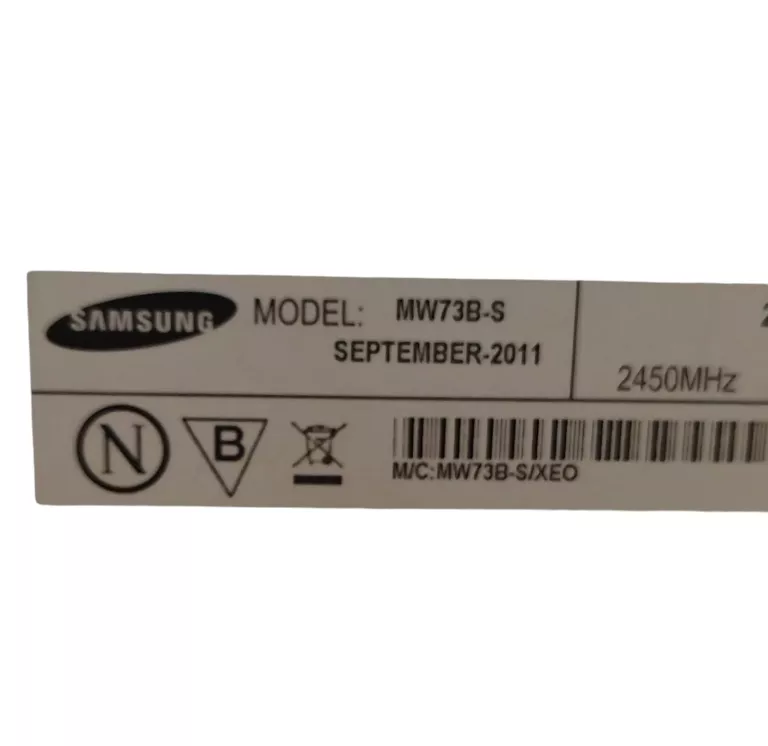 SAMSUNG
MODEL: MW73B-S
SEPTEMBER-2011
2450MHz
N
B
M/C:MW73B-S/XEO